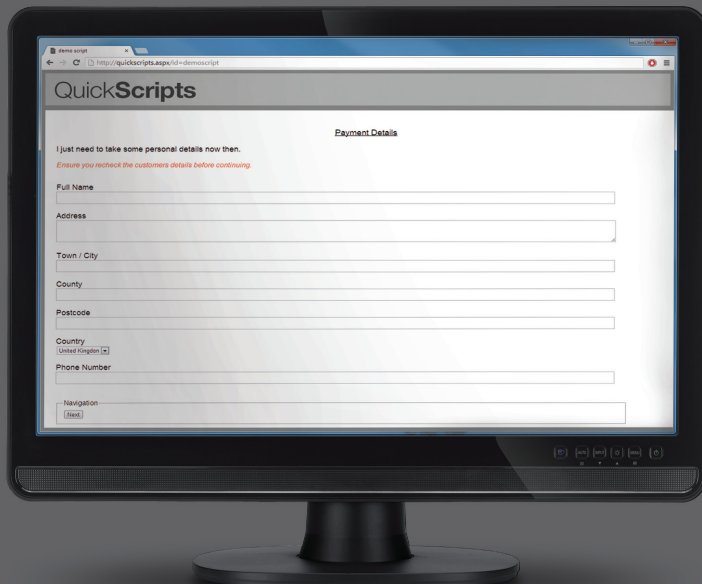 demo script
http://quickscripts.aspx/id=demoscript
QuickScripts
Payment Details
I just need to take some personal details now then.
Ensure you recheck the customers details before continuing.
Full Name
Address
Town / City
County
Postcode
Country
United Kingdom
Phone Number
Navigation
Next